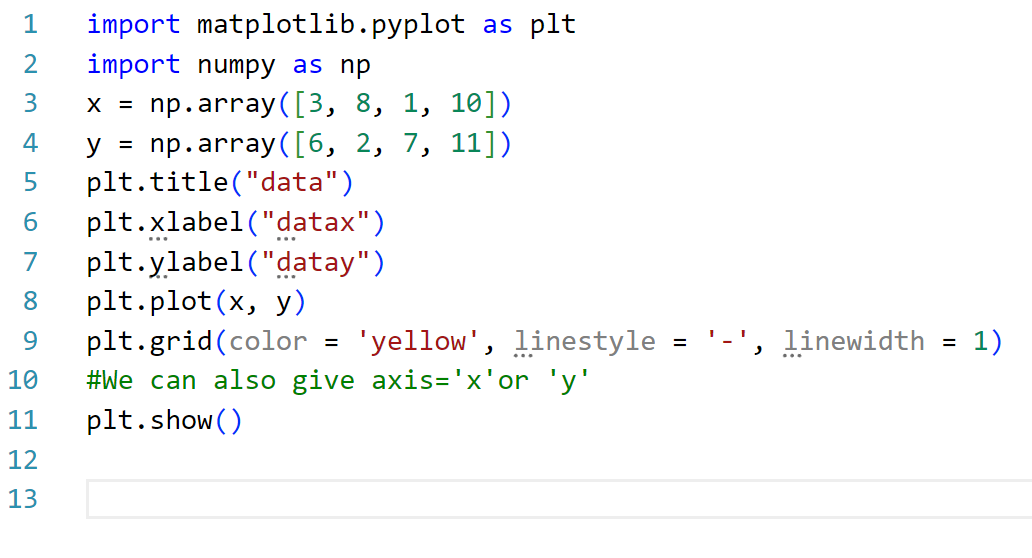 1 import matplotlib.pyplot as plt
2 import numpy as np
3 x = np.array([3, 8, 1, 10])
4 y = np.array([6, 2, 7, 11])
5 plt.title("data")
6 plt.xlabel("datax")
7 plt.ylabel("datay")
8 plt.plot(x, y)
9 plt.grid(color = 'yellow', linestyle = '-', linewidth = 1)
10 #We can also give axis='x'or 'y'
11 plt.show()
12
13